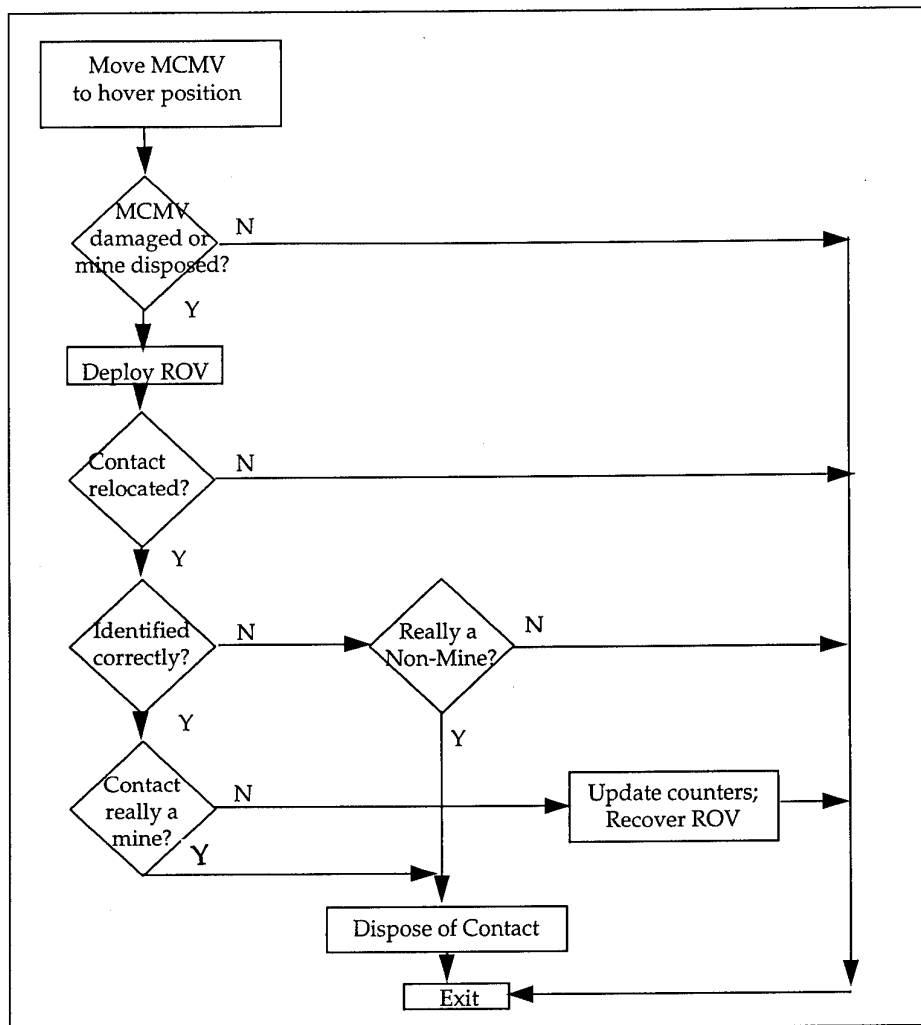 Move MCMV
to hover position
MCMV
damaged or
mine disposed?
N
Y
Deploy ROV
Contact
relocated?
N
Y
Identified
correctly?
N
Really a
Non-Mine?
N
Y
Y
Contact
really a
mine?
N
Update counters;
Recover ROV
Y
Dispose of Contact
Exit